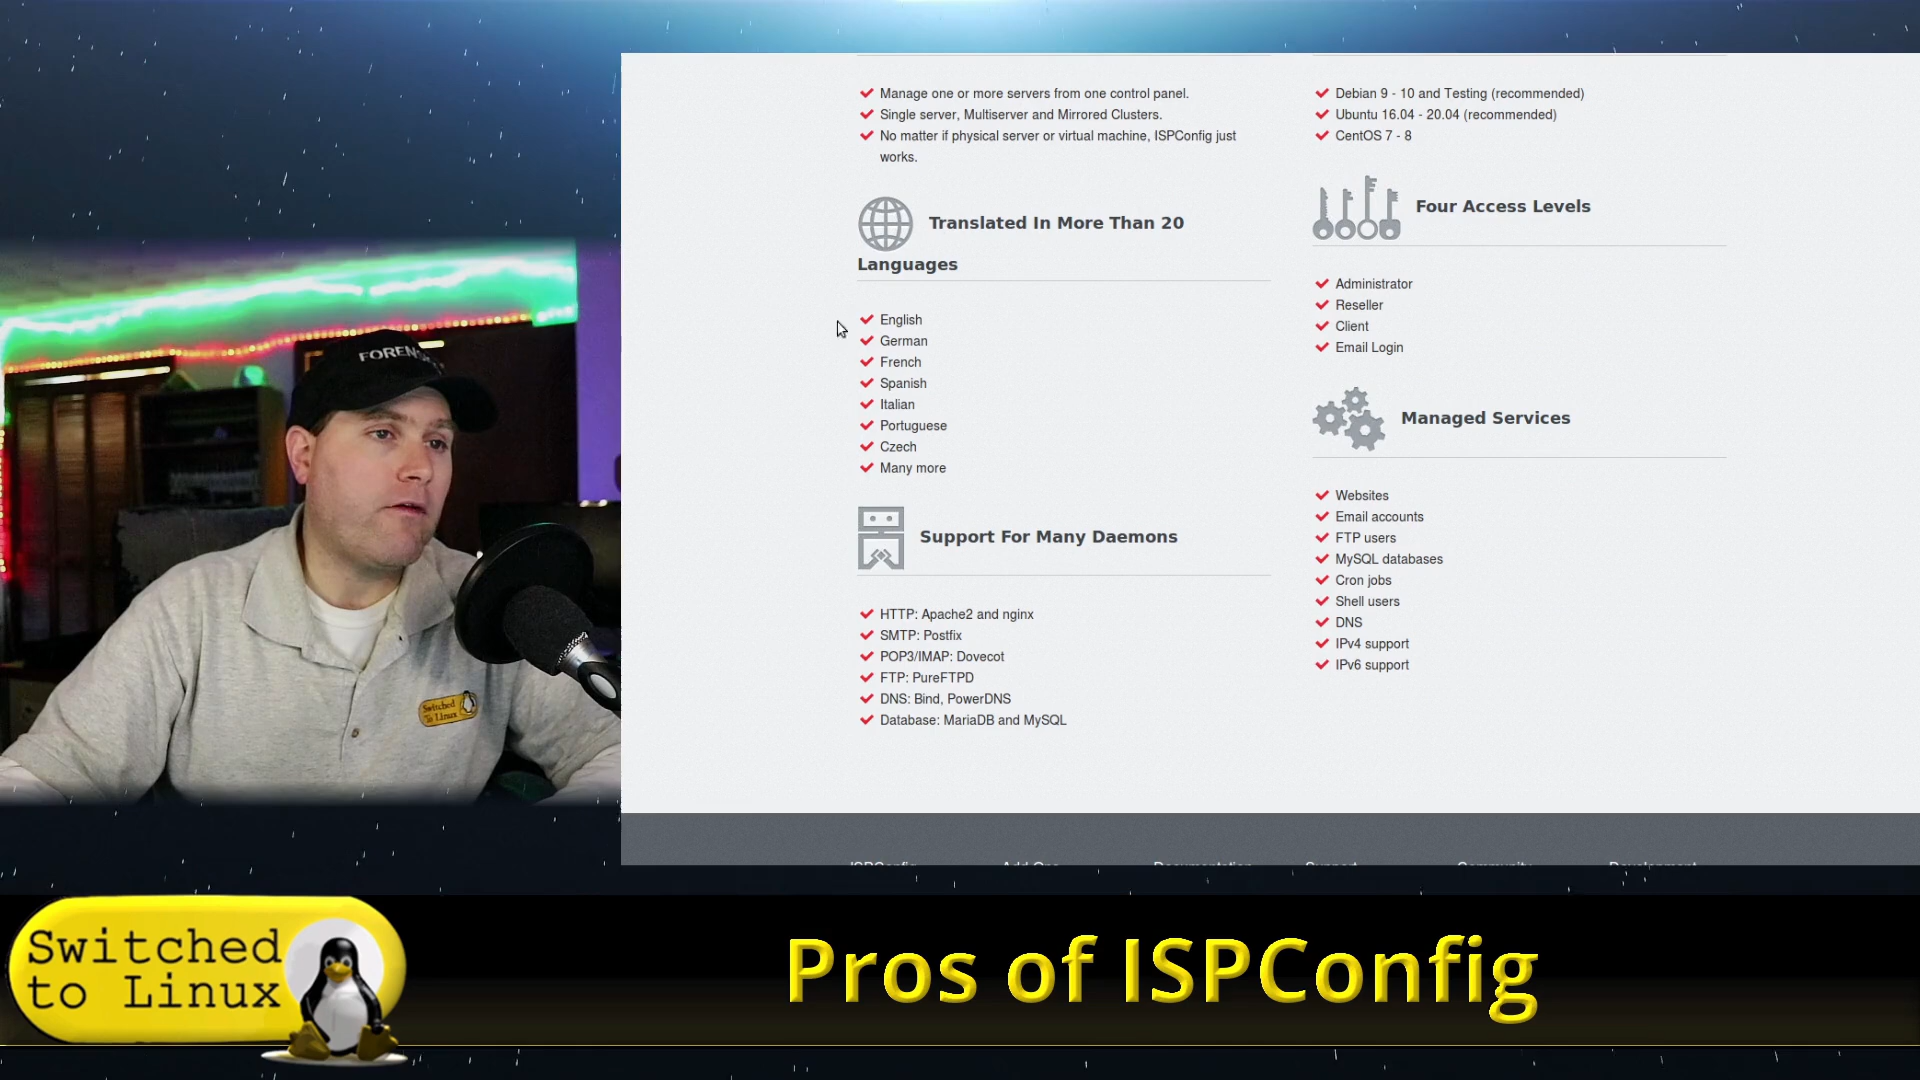 Manage one or more servers from one control panel.
Single server, Multiserver and Mirrored Clusters.
No matter if physical server or virtual machine, ISPConfig just
works.
Translated In More Than 20
Languages
English
German
French
Spanish
Italian
Portuguese
Czech
Many more
Support For Many Daemons
HTTP: Apache2 and nginx
SMTP: Postfix
POP3/IMAP: Dovecot
FTP: PureFTPD
DNS: Bind, PowerDNS
Database: MariaDB and MySQL
Debian 9 - 10 and Testing (recommended)
Ubuntu 16.04 - 20.04 (recommended)
CentOS 7 - 8
Four Access Levels
Administrator
Reseller
Client
Email Login
Managed Services
Websites
Email accounts
FTP users
MySQL databases
Cron jobs
Shell users
DNS
IPv4 support
IPv6 support
Switched
To Linux
Switched
to Linux
Pros of ISPConfig